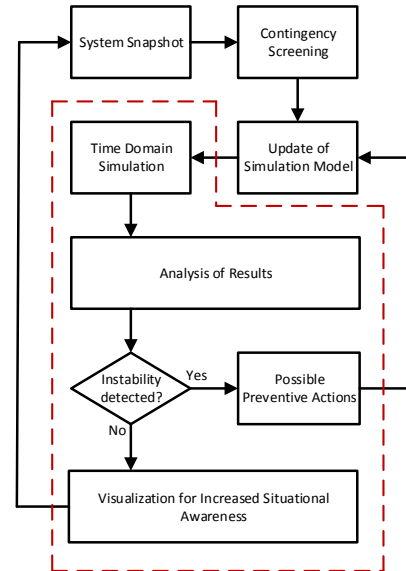 System Snapshot
Contingency
Screening
Time Domain
Simulation
Update of
Simulation Model
Analysis of Results
Instability
detected?
Yes
Possible
Preventive Actions
No
Visualization for Increased Situational
Awareness